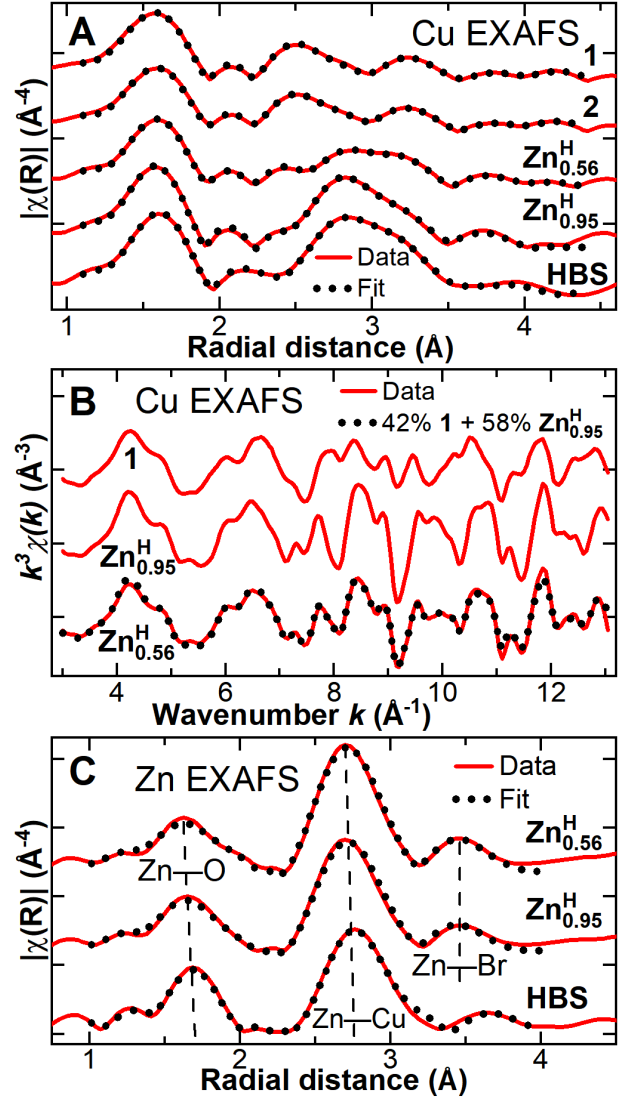 A
Cu EXAFS
1
2
Zn^H_0.56
Zn^H_0.95
HBS
Data
Fit
|χ(R)| (Å-4)
1 2 3 4
Radial distance (Å)
B
Cu EXAFS
Data
42% 1 + 58% Zn^H_0.95
1
Zn^H_0.95
Zn^H_0.56
k3χ(k) (Å-3)
4 6 8 10 12
Wavenumber k (Å-1)
C
Zn EXAFS
Data
Fit
Zn^H_0.56
Zn—O
Zn^H_0.95
Zn—Br
HBS
Zn—Cu
|χ(R)| (Å-4)
1 2 3 4
Radial distance (Å)